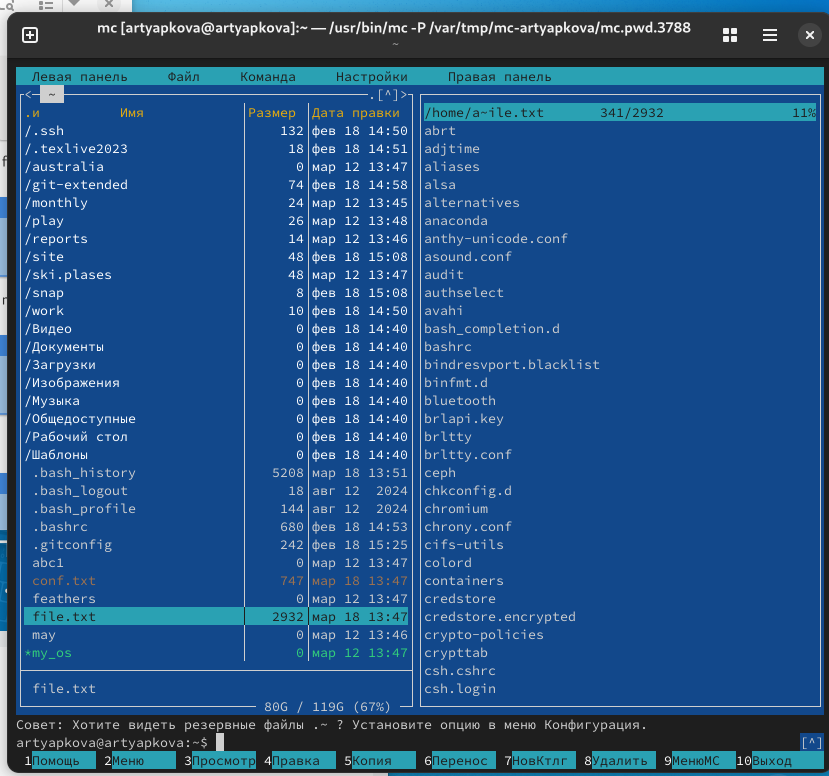 mc [artyapkova@artyapkova]:~ — /usr/bin/mc -P /var/tmp/mc-artyapkova/mc.pwd.3788
~
Левая панель Файл Команда Настройки Правая панель
<─ ~ .[^]>
.и Имя Размер Дата правки
/.ssh 132 фев 18 14:50
/.texlive2023 18 фев 18 14:51
/australia 0 мар 12 13:47
/git-extended 74 фев 18 14:58
/monthly 24 мар 12 13:45
/play 26 мар 12 13:48
/reports 14 мар 12 13:46
/site 48 фев 18 15:08
/ski.plases 48 мар 12 13:47
/snap 8 фев 18 15:08
/work 10 фев 18 14:50
/Видео 0 фев 18 14:40
/Документы 0 фев 18 14:40
/Загрузки 0 фев 18 14:40
/Изображения 0 фев 18 14:40
/Музыка 0 фев 18 14:40
/Общедоступные 0 фев 18 14:40
/Рабочий стол 0 фев 18 14:40
/Шаблоны 0 фев 18 14:40
.bash_history 5208 мар 18 13:51
.bash_logout 18 авг 12 2024
.bash_profile 144 авг 12 2024
.bashrc 680 фев 18 14:53
.gitconfig 242 фев 18 15:25
abc1 0 мар 12 13:47
conf.txt 747 мар 18 13:47
feathers 0 мар 12 13:47
file.txt 2932 мар 18 13:47
may 0 мар 12 13:46
*my_os 0 мар 12 13:47
file.txt
80G / 119G (67%)
/home/a~ile.txt 341/2932 11%
abrt
adjtime
aliases
alsa
alternatives
anaconda
anthy-unicode.conf
asound.conf
audit
authselect
avahi
bash_completion.d
bashrc
bindresvport.blacklist
binfmt.d
bluetooth
brlapi.key
brltty
brltty.conf
ceph
chkconfig.d
chromium
chrony.conf
cifs-utils
colord
containers
credstore
credstore.encrypted
crypto-policies
crypttab
csh.cshrc
csh.login
Совет: Хотите видеть резервные файлы .~ ? Установите опцию в меню Конфигурация.
artyapkova@artyapkova:~$ [^]
1Помощь 2Меню 3Просмотр 4Правка 5Копия 6Перенос 7НовКтлг 8Удалить 9МенюMC 10Выход